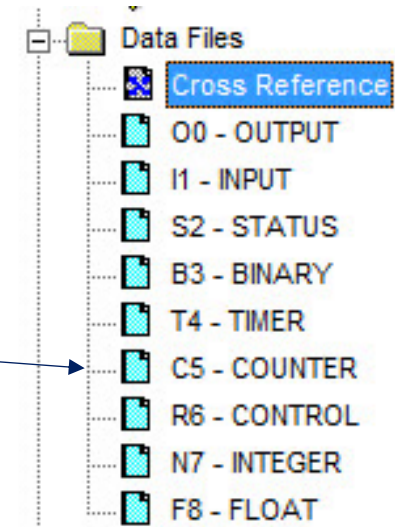 Data Files
Cross Reference
O0 - OUTPUT
I1 - INPUT
S2 - STATUS
B3 - BINARY
T4 - TIMER
C5 - COUNTER
R6 - CONTROL
N7 - INTEGER
F8 - FLOAT